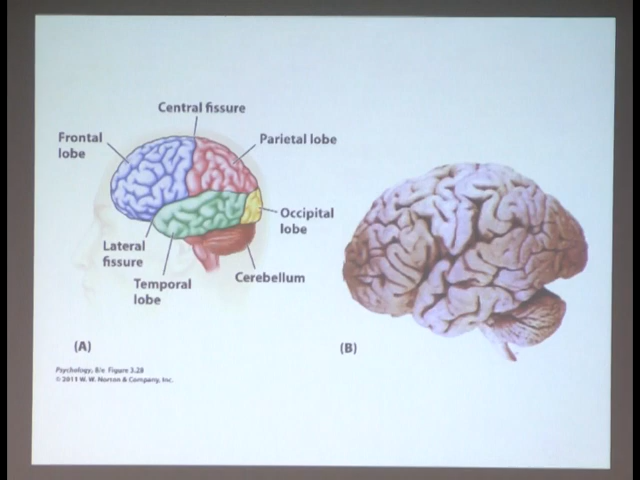 Central fissure
Frontal
lobe
Parietal lobe
Occipital
lobe
Lateral
fissure
Cerebellum
Temporal
lobe
(A)
(B)
Psychology, 8/e Figure 3.28
© 2011 W. W. Norton & Company, Inc.